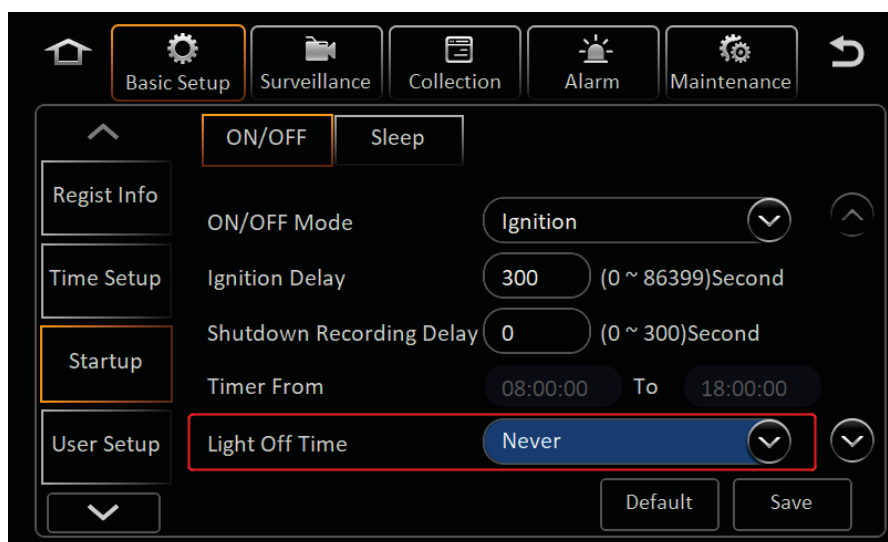 Basic Setup
Surveillance
Collection
Alarm
Maintenance
ON/OFF
Sleep
Regist Info
Time Setup
Startup
User Setup
ON/OFF Mode
Ignition
Ignition Delay
300
(0 ~ 86399)Second
Shutdown Recording Delay
0
(0 ~ 300)Second
Timer From
08:00:00
To
18:00:00
Light Off Time
Never
Default
Save